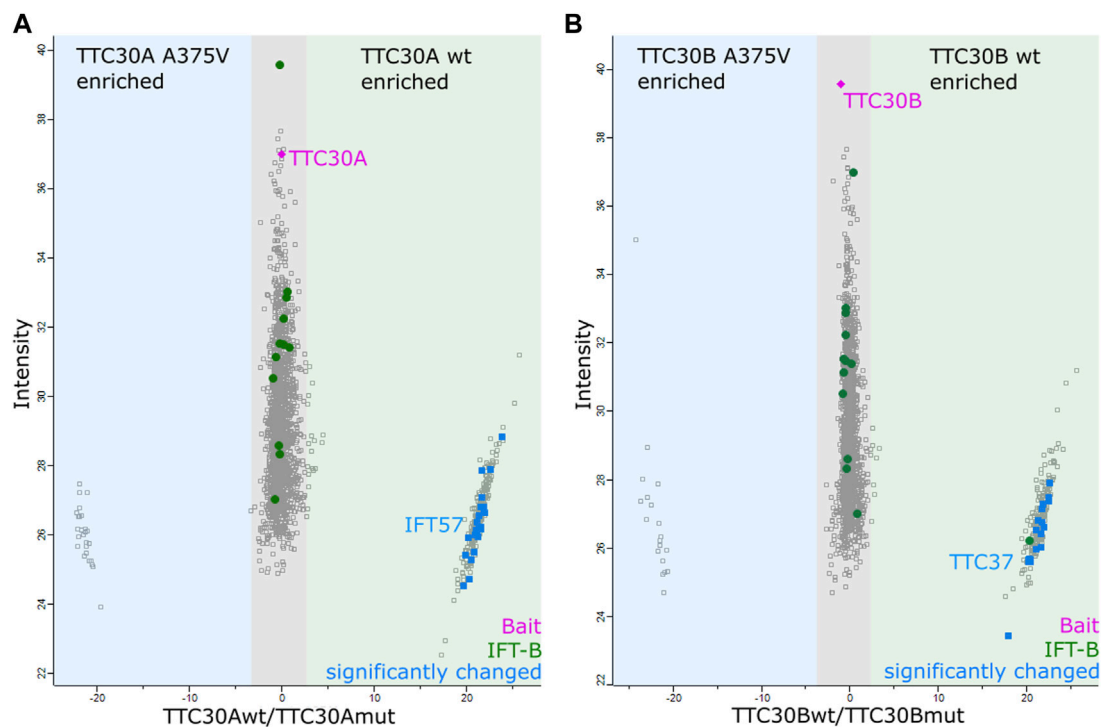 A
TTC30A A375V
enriched
TTC30A wt
enriched
TTC30A
IFT57
Bait
IFT-B
significantly changed
Intensity
40
38
36
34
32
30
28
26
24
22
-20
-10
0
10
20
TTC30Awt/TTC30Amut
B
TTC30B A375V
enriched
TTC30B wt
enriched
TTC30B
TTC37
Bait
IFT-B
significantly changed
Intensity
40
38
36
34
32
30
28
26
24
22
-20
-10
0
10
20
TTC30Bwt/TTC30Bmut